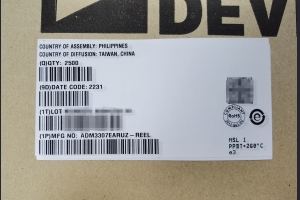 DEV
COUNTRY OF ASSEMBLY: PHILIPPINES
COUNTRY OF DIFFUSION: TAIWAN, CHINA
(Q)QTY: 2500
(9D)DATE CODE: 2231
(1T)LOT
(1P)MFG NO: ADM3307EARUZ-REEL
RoHS
MSL 1
PPBT+260°C
e3